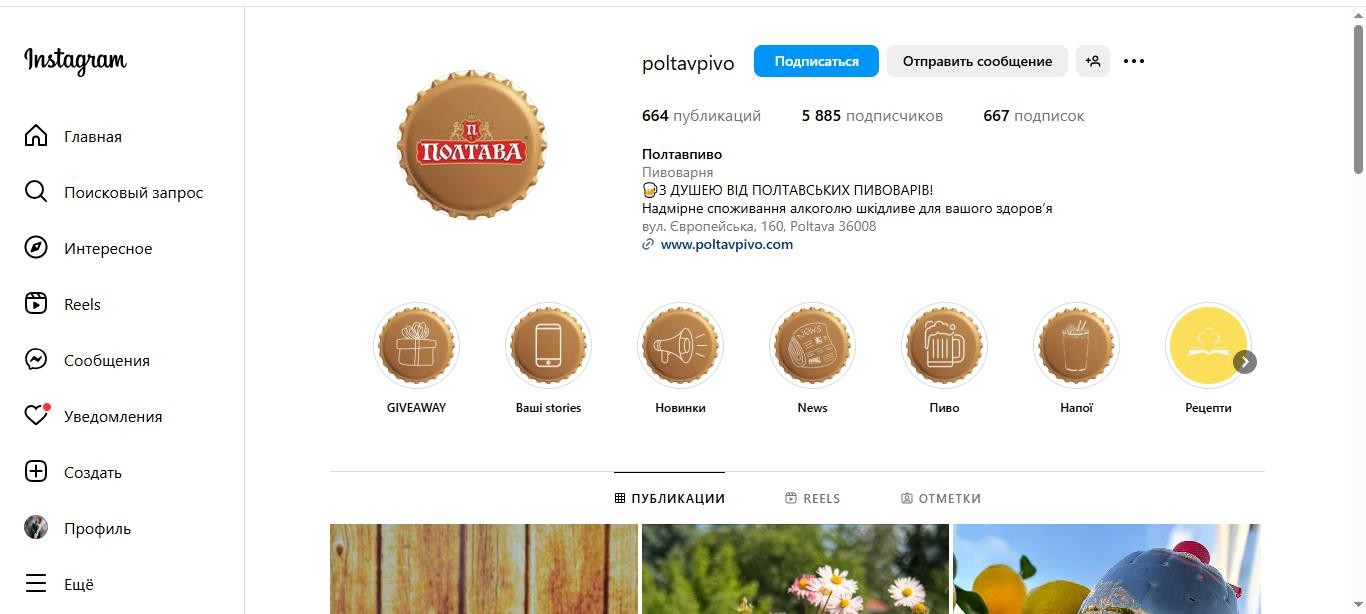 Instagram
Главная
Поисковый запрос
Интересное
Reels
Сообщения
Уведомления
Создать
Профиль
Ещё
poltavpivo Подписаться Отправить сообщение
664 публикаций 5 885 подписчиков 667 подписок
Полтавпиво
Пивоварня
🍺З ДУШЕЮ ВІД ПОЛТАВСЬКИХ ПИВОВАРІВ!
Надмірне споживання алкоголю шкідливе для вашого здоров’я
вул. Європейська, 160, Poltava 36008
www.poltavpivo.com
П
ПОЛТАВА
NEWS
GIVEAWAY Ваші stories Новинки News Пиво Напої Рецепти
ПУБЛИКАЦИИ REELS ОТМЕТКИ